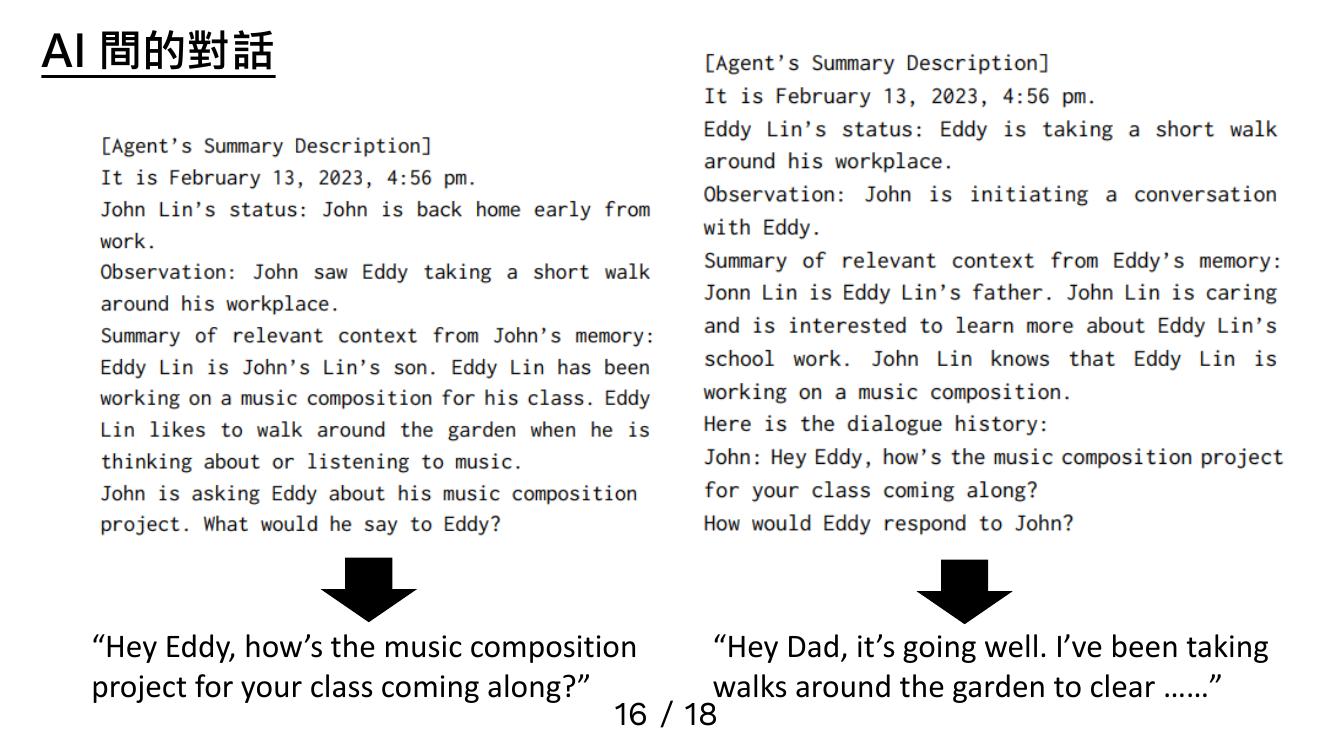 AI 間的對話
[Agent's Summary Description]
It is February 13, 2023, 4:56 pm.
John Lin's status: John is back home early from
work.
Observation: John saw Eddy taking a short walk
around his workplace.
Summary of relevant context from John's memory:
Eddy Lin is John's Lin's son. Eddy Lin has been
working on a music composition for his class. Eddy
Lin likes to walk around the garden when he is
thinking about or listening to music.
John is asking Eddy about his music composition
project. What would he say to Eddy?
“Hey Eddy, how's the music composition
project for your class coming along?”
[Agent's Summary Description]
It is February 13, 2023, 4:56 pm.
Eddy Lin's status: Eddy is taking a short walk
around his workplace.
Observation: John is initiating a conversation
with Eddy.
Summary of relevant context from Eddy's memory:
Jonn Lin is Eddy Lin's father. John Lin is caring
and is interested to learn more about Eddy Lin's
school work. John Lin knows that Eddy Lin is
working on a music composition.
Here is the dialogue history:
John: Hey Eddy, how's the music composition project
for your class coming along?
How would Eddy respond to John?
“Hey Dad, it's going well. I've been taking
walks around the garden to clear ……”
16 / 18